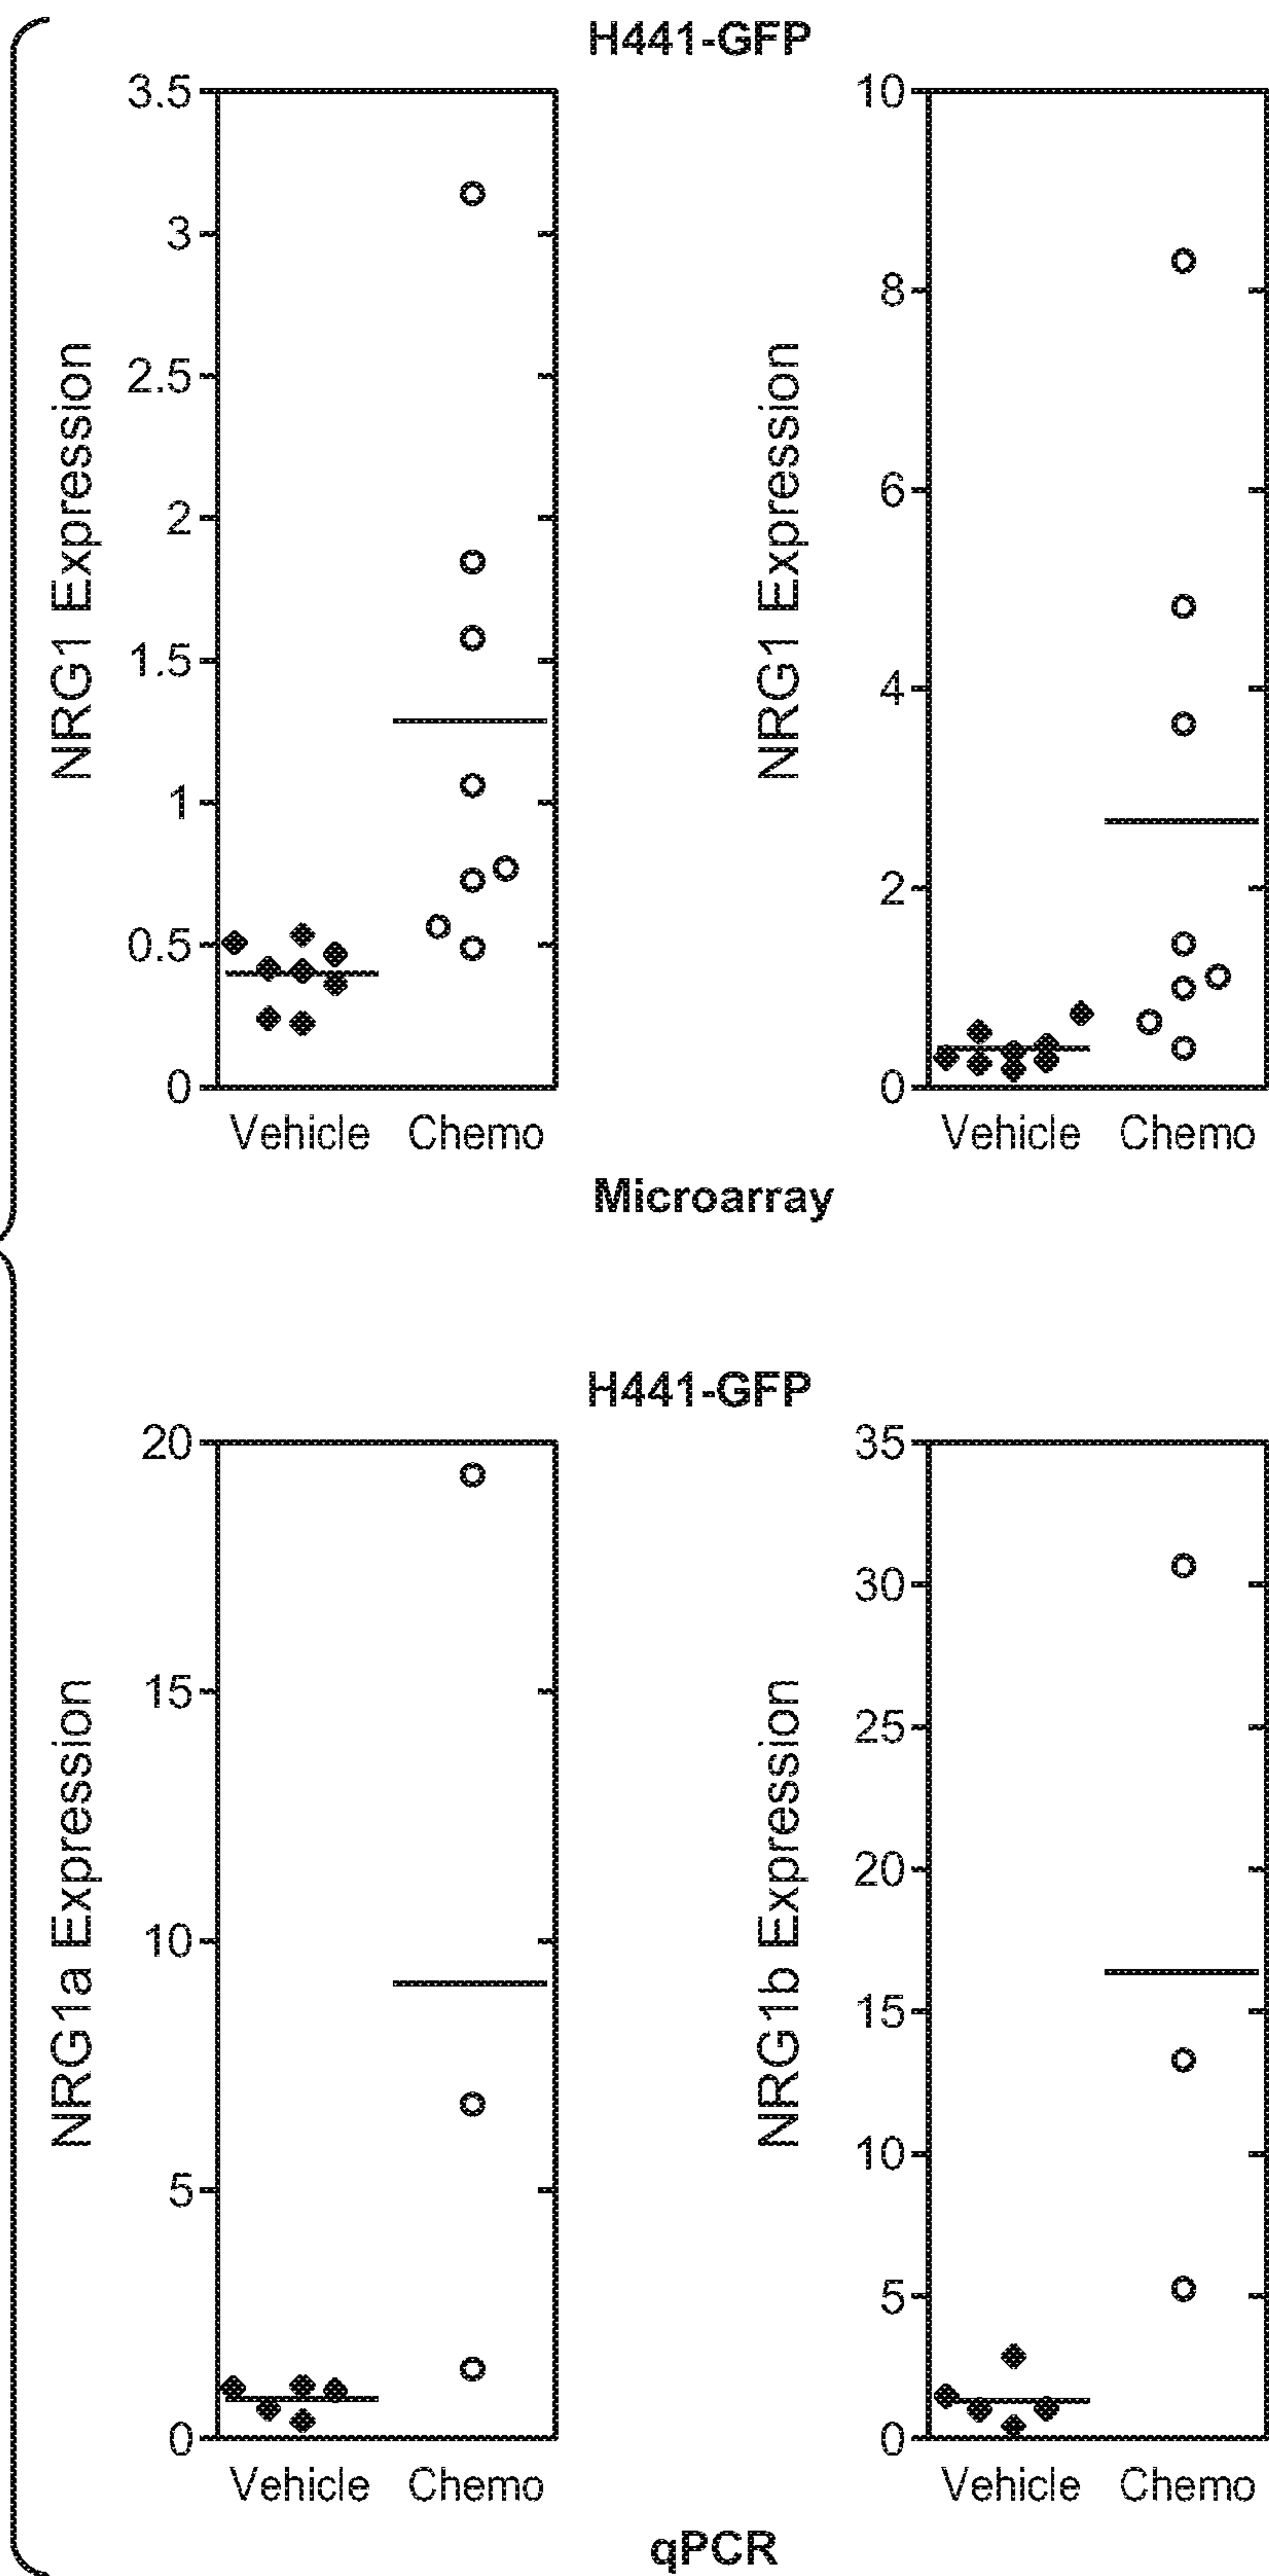 H441-GFP
NRG1 Expression
3.5
3
2.5
2
1.5
1
0.5
0
Vehicle Chemo
NRG1 Expression
10
8
6
4
2
0
Vehicle Chemo
Microarray
H441-GFP
NRG1a Expression
20
15
10
5
0
Vehicle Chemo
NRG1b Expression
35
30
25
20
15
10
5
0
Vehicle Chemo
qPCR